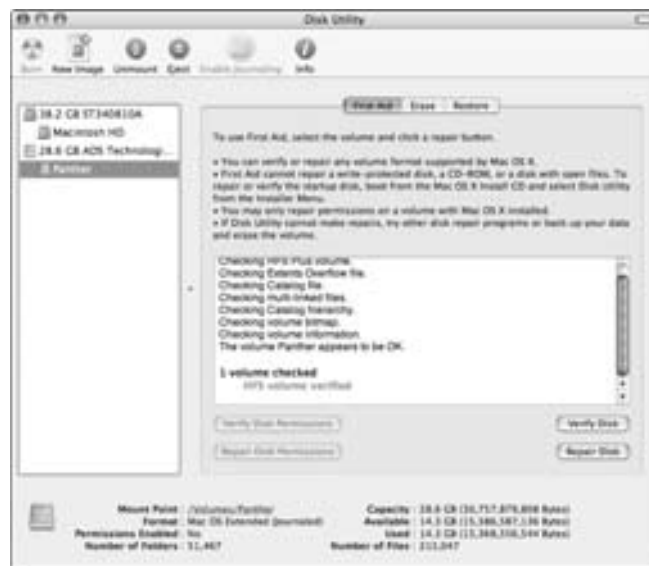 Disk Utility
Burn New Image Unmount Eject Enable Journaling Info
38.2 GB ST340810A
Macintosh HD
28.6 GB ADS Technolog...
Panther
First Aid Erase Restore
To use First Aid, select the volume and click a repair button.
• You can verify or repair any volume format supported by Mac OS X.
• First Aid cannot repair a write-protected disk, a CD-ROM, or a disk with open files. To
repair or verify the startup disk, boot from the Mac OS X Install CD and select Disk Utility
from the Installer Menu.
• You may only repair permissions on a volume with Mac OS X installed.
• If Disk Utility cannot make repairs, try other disk repair programs or back up your data
and erase the volume.
Checking HFS Plus volume.
Checking Extents Overflow file.
Checking Catalog file.
Checking multi-linked files.
Checking Catalog hierarchy.
Checking volume bitmap.
Checking volume information.
The volume Panther appears to be OK.
1 volume checked
HFS volume verified
Verify Disk Permissions Verify Disk
Repair Disk Permissions Repair Disk
Mount Point : /Volumes/Panther Capacity : 28.6 GB
Format : Mac OS Extended (Journaled) Available : 14.3 GB
Permissions Enabled : No Used : 14.3 GB
Number of Folders : 51,467 Number of Files :